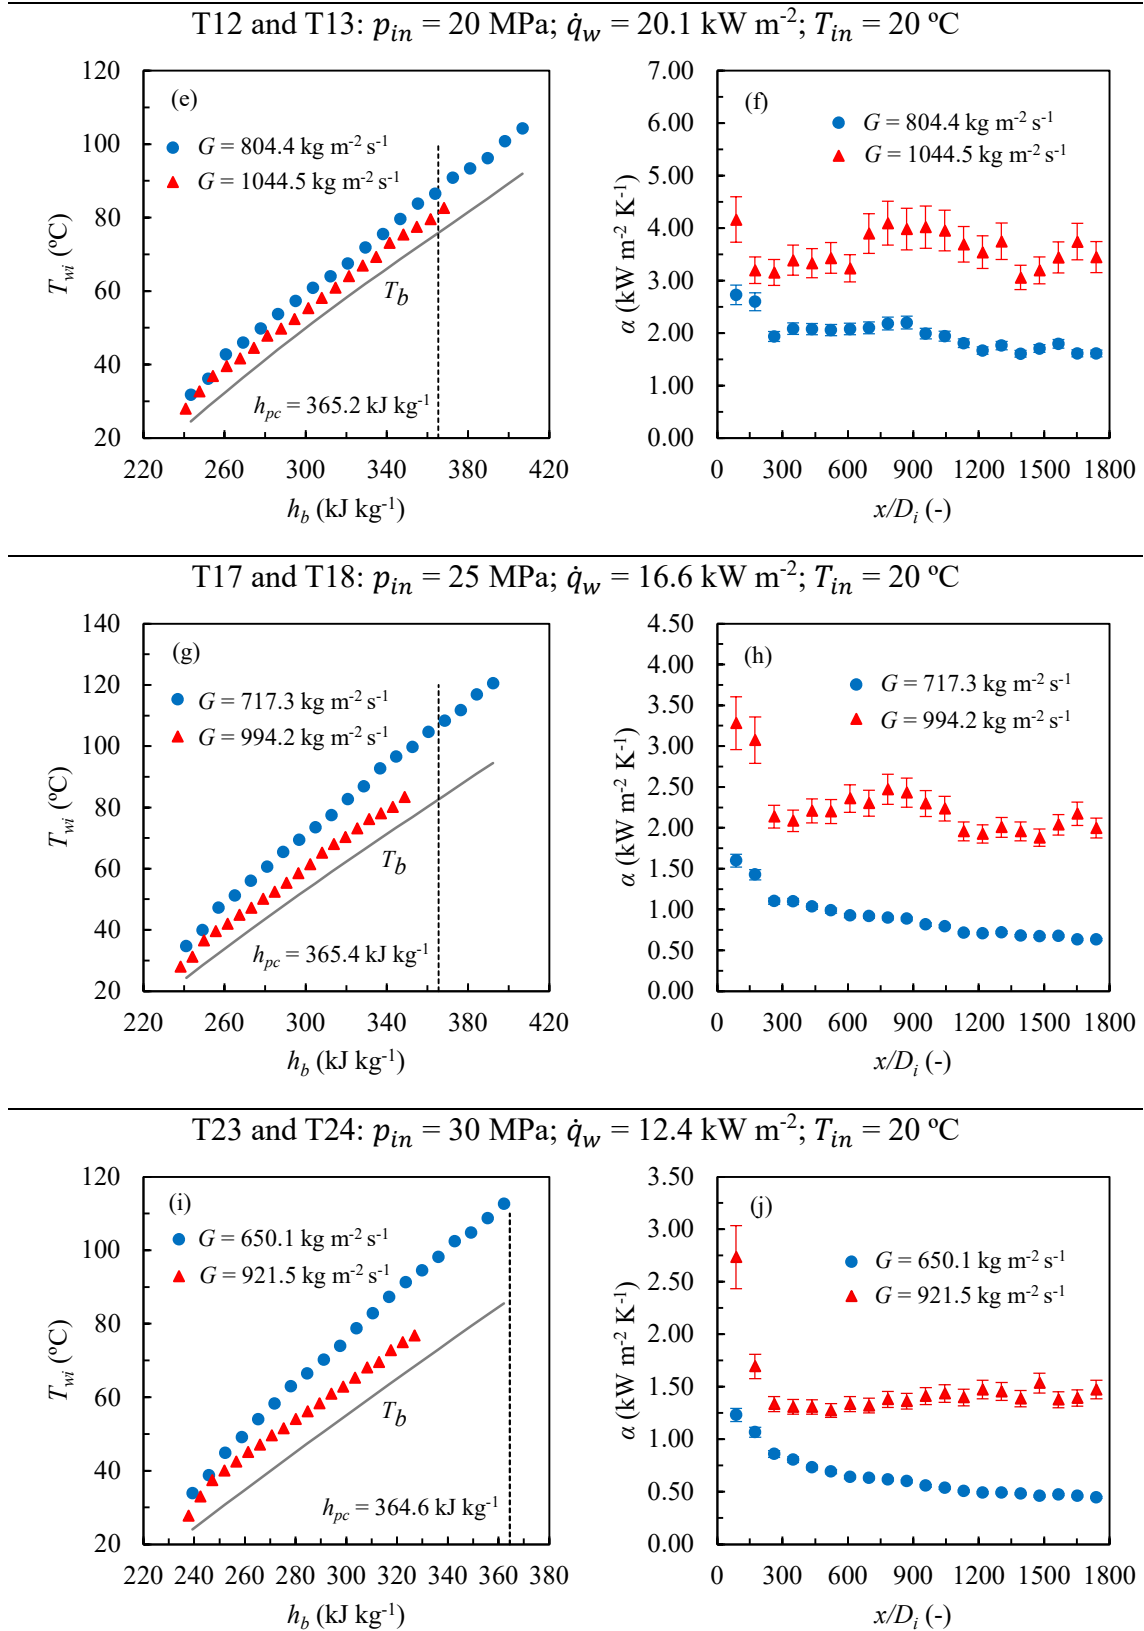 T12 and T13: p_in = 20 MPa; q̇_w = 20.1 kW m⁻²; T_in = 20 ºC
120
100
80
60
40
20
T_wi (ºC)
(e)
G = 804.4 kg m⁻² s⁻¹
G = 1044.5 kg m⁻² s⁻¹
T_b
h_pc = 365.2 kJ kg⁻¹
220 260 300 340 380 420
h_b (kJ kg⁻¹)
7.00
6.00
5.00
4.00
3.00
2.00
1.00
0.00
α (kW m⁻² K⁻¹)
(f)
G = 804.4 kg m⁻² s⁻¹
G = 1044.5 kg m⁻² s⁻¹
0 300 600 900 1200 1500 1800
x/D_i (-)
T17 and T18: p_in = 25 MPa; q̇_w = 16.6 kW m⁻²; T_in = 20 ºC
140
120
100
80
60
40
20
T_wi (ºC)
(g)
G = 717.3 kg m⁻² s⁻¹
G = 994.2 kg m⁻² s⁻¹
T_b
h_pc = 365.4 kJ kg⁻¹
220 260 300 340 380 420
h_b (kJ kg⁻¹)
4.50
4.00
3.50
3.00
2.50
2.00
1.50
1.00
0.50
0.00
α (kW m⁻² K⁻¹)
(h)
G = 717.3 kg m⁻² s⁻¹
G = 994.2 kg m⁻² s⁻¹
0 300 600 900 1200 1500 1800
x/D_i (-)
T23 and T24: p_in = 30 MPa; q̇_w = 12.4 kW m⁻²; T_in = 20 ºC
120
100
80
60
40
20
T_wi (ºC)
(i)
G = 650.1 kg m⁻² s⁻¹
G = 921.5 kg m⁻² s⁻¹
T_b
h_pc = 364.6 kJ kg⁻¹
220 240 260 280 300 320 340 360 380
h_b (kJ kg⁻¹)
3.50
3.00
2.50
2.00
1.50
1.00
0.50
0.00
α (kW m⁻² K⁻¹)
(j)
G = 650.1 kg m⁻² s⁻¹
G = 921.5 kg m⁻² s⁻¹
0 300 600 900 1200 1500 1800
x/D_i (-)